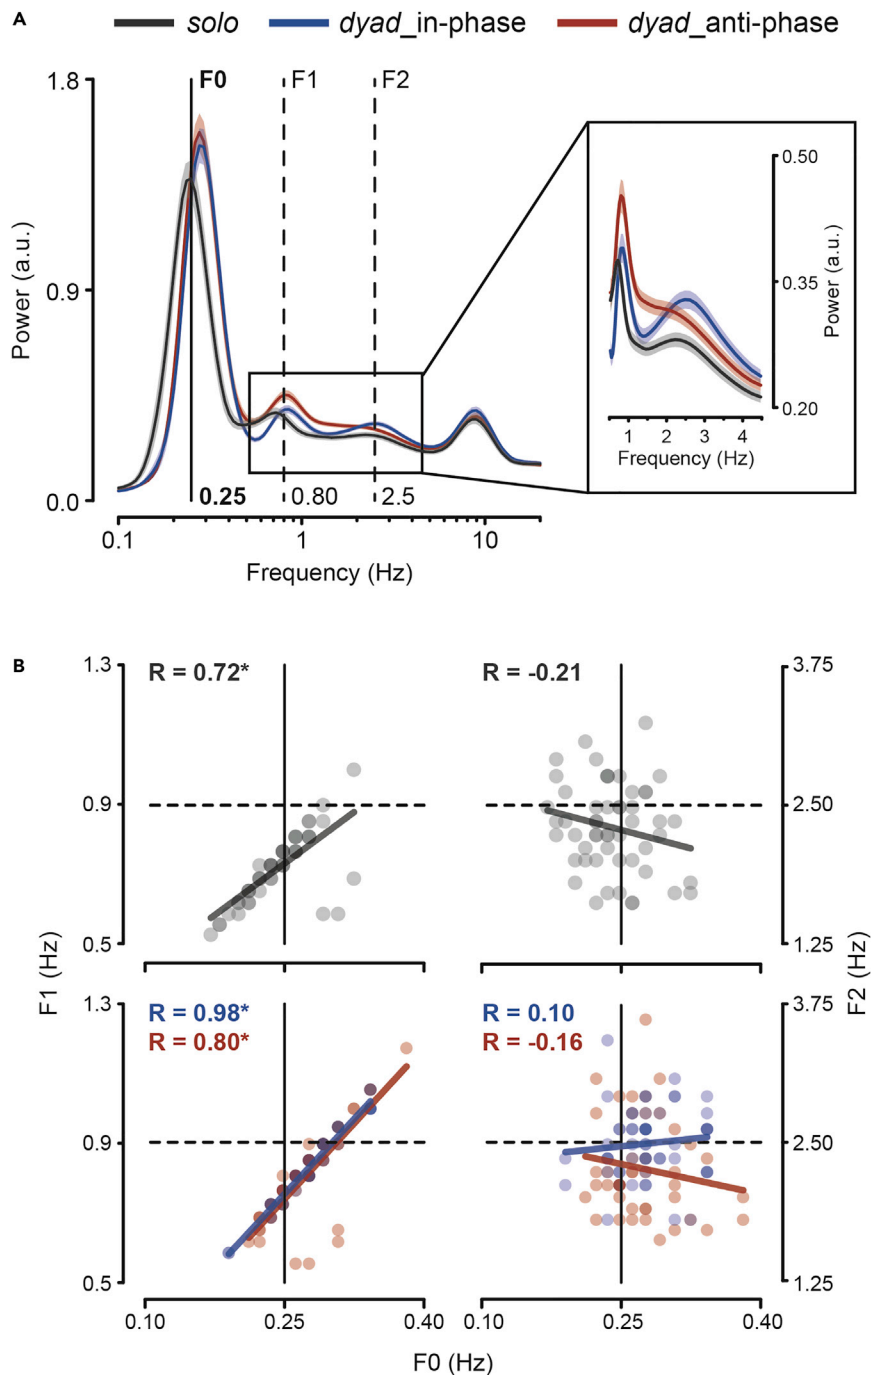 A
solo dyad_in-phase dyad_anti-phase
1.8
F0 F1 F2
0.9
0.0
Power (a.u.)
0.25 0.80 2.5
0.1 1 10
Frequency (Hz)
0.50
0.35
0.20
Power (a.u.)
1 2 3 4
Frequency (Hz)
B
1.3
R = 0.72*
R = -0.21
3.75
0.9
2.50
0.5
1.25
F1 (Hz)
F2 (Hz)
1.3
R = 0.98*
R = 0.80*
R = 0.10
R = -0.16
3.75
0.9
2.50
0.5
1.25
0.10 0.25 0.40
0.10 0.25 0.40
F0 (Hz)